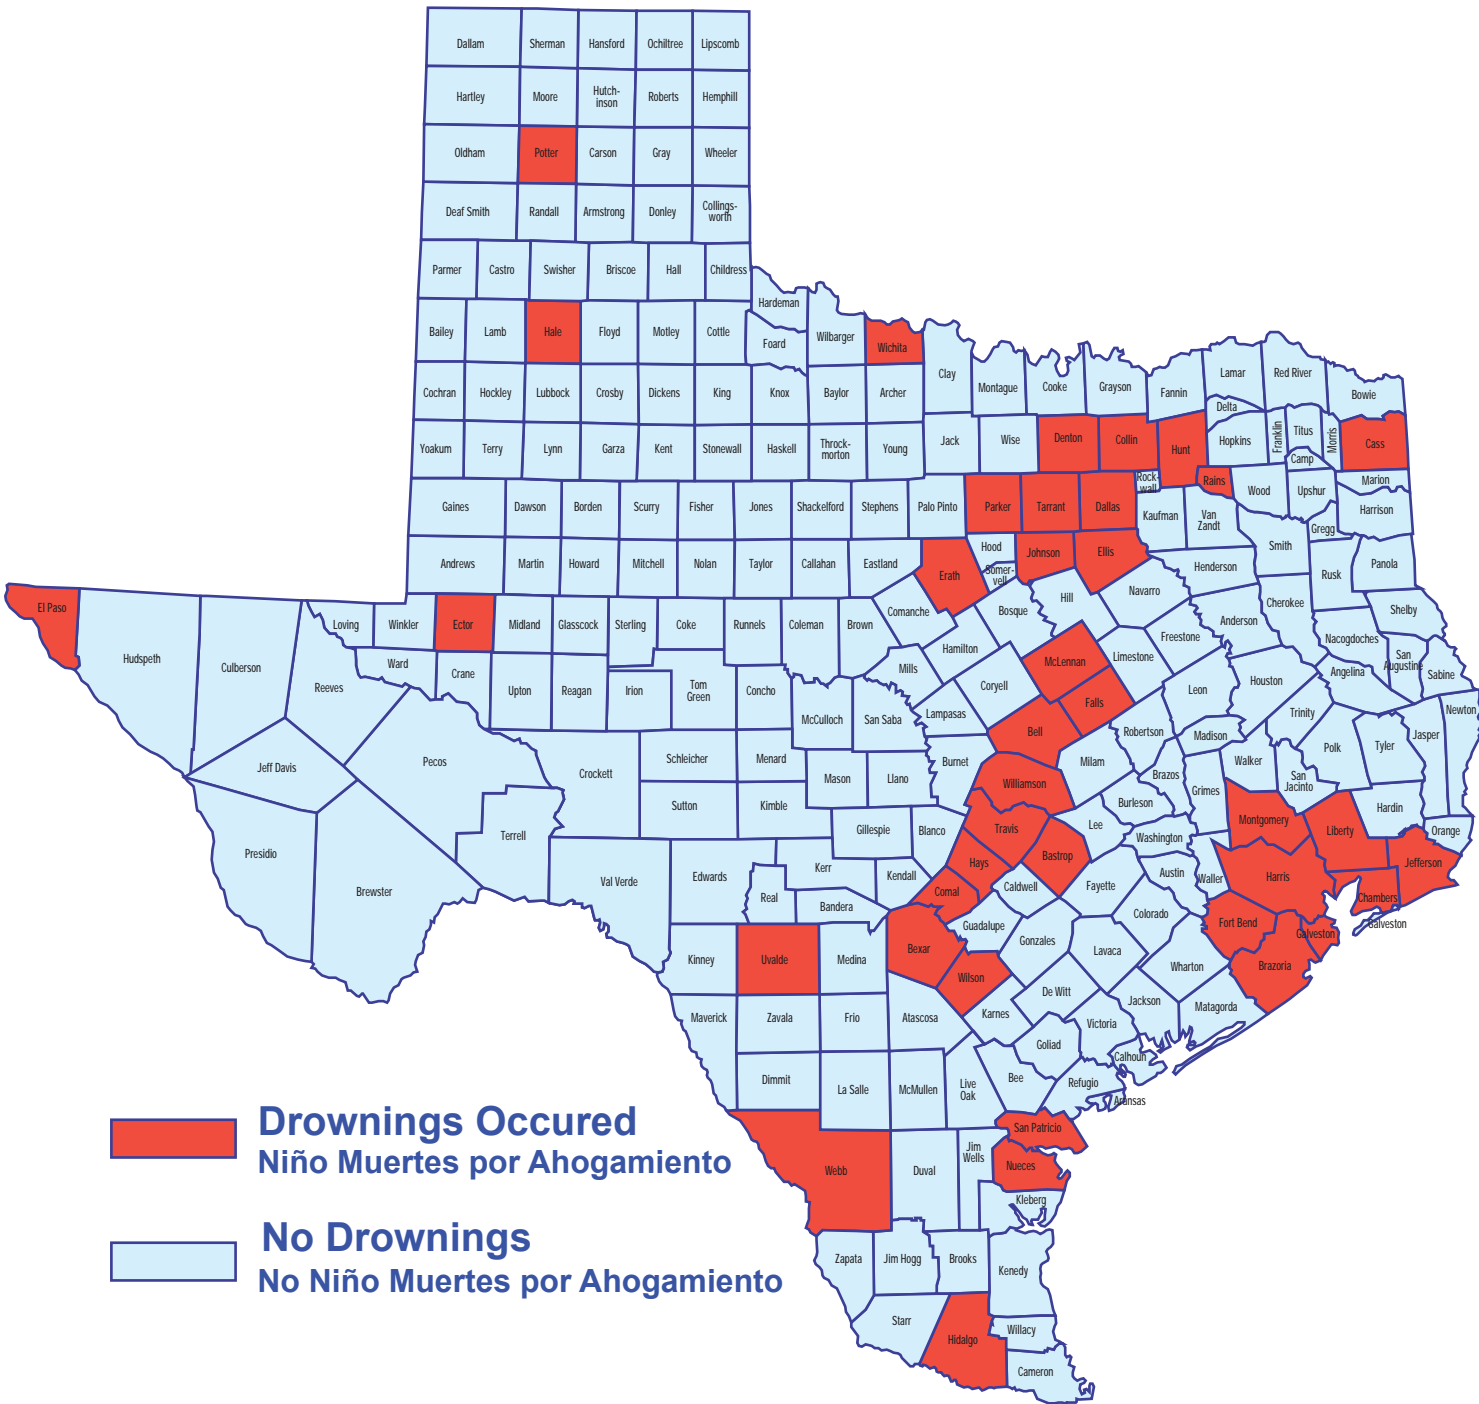 Dallam Sherman Hansford Ochiltree Lipscomb
Hartley Moore Hutch-
inson Roberts Hemphill
Oldham Potter Carson Gray Wheeler
Deaf Smith Randall Armstrong Donley Collings-
worth
Parmer Castro Swisher Briscoe Hall Childress
Hardeman
Bailey Lamb Hale Floyd Motley Cottle Foard Wilbarger Wichita
Clay Montague Cooke Grayson Fannin Lamar Red River Bowie
Cochran Hockley Lubbock Crosby Dickens King Knox Baylor Archer
Delta
Yoakum Terry Lynn Garza Kent Stonewall Haskell Throck-
morton Young Jack Wise Denton Collin Hunt Hopkins Franklin Titus Morris Cass
Camp
Rock-
wall Rains Wood Upshur Marion
Gaines Dawson Borden Scurry Fisher Jones Shackelford Stephens Palo Pinto Parker Tarrant Dallas Kaufman Van
Zandt Gregg Harrison
Andrews Martin Howard Mitchell Nolan Taylor Callahan Eastland Erath Hood Somer-
vell Johnson Ellis Henderson Smith Rusk Panola
El Paso Hudspeth Culberson Reeves Loving Winkler Ector Midland Glasscock Sterling Coke Runnels Coleman Brown Comanche Bosque Hill Navarro Anderson Cherokee Shelby
Ward Crane Upton Reagan Irion Tom
Green Concho Mills Hamilton McLennan Limestone Freestone Nacogdoches San
Augustine Sabine
McCulloch San Saba Lampasas Coryell Falls Leon Houston Angelina Newton
Jeff Davis Pecos Crockett Schleicher Menard Mason Llano Burnet Bell Milam Robertson Madison Trinity Polk Tyler Jasper
Sutton Kimble Williamson Brazos Grimes Walker San
Jacinto Hardin
Presidio Brewster Terrell Gillespie Blanco Travis Lee Burleson Washington Montgomery Liberty Orange
Val Verde Edwards Real Kerr Kendall Hays Bastrop Fayette Austin Waller Harris Jefferson
Bandera Comal Caldwell Colorado Chambers
Kinney Uvalde Medina Bexar Guadalupe Gonzales Lavaca Wharton Fort Bend Galveston Galveston
Wilson Brazoria
Maverick Zavala Frio Atascosa Karnes De Witt Jackson Matagorda
Victoria
Goliad
Calhoun
Dimmit La Salle McMullen Live
Oak Bee Refugio
Aransas
San Patricio
Webb Duval Jim
Wells Nueces
Kleberg
Zapata Jim Hogg Brooks Kenedy
Starr Hidalgo Willacy
Cameron
Drownings Occured
Niño Muertes por Ahogamiento
No Drownings
No Niño Muertes por Ahogamiento